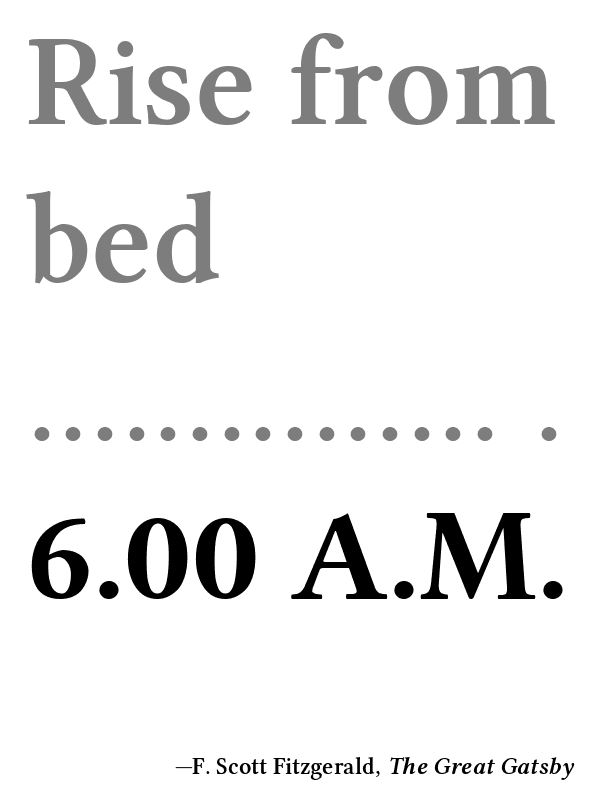 Rise from
bed
............... .
6.00 A.M.
—F. Scott Fitzgerald, The Great Gatsby